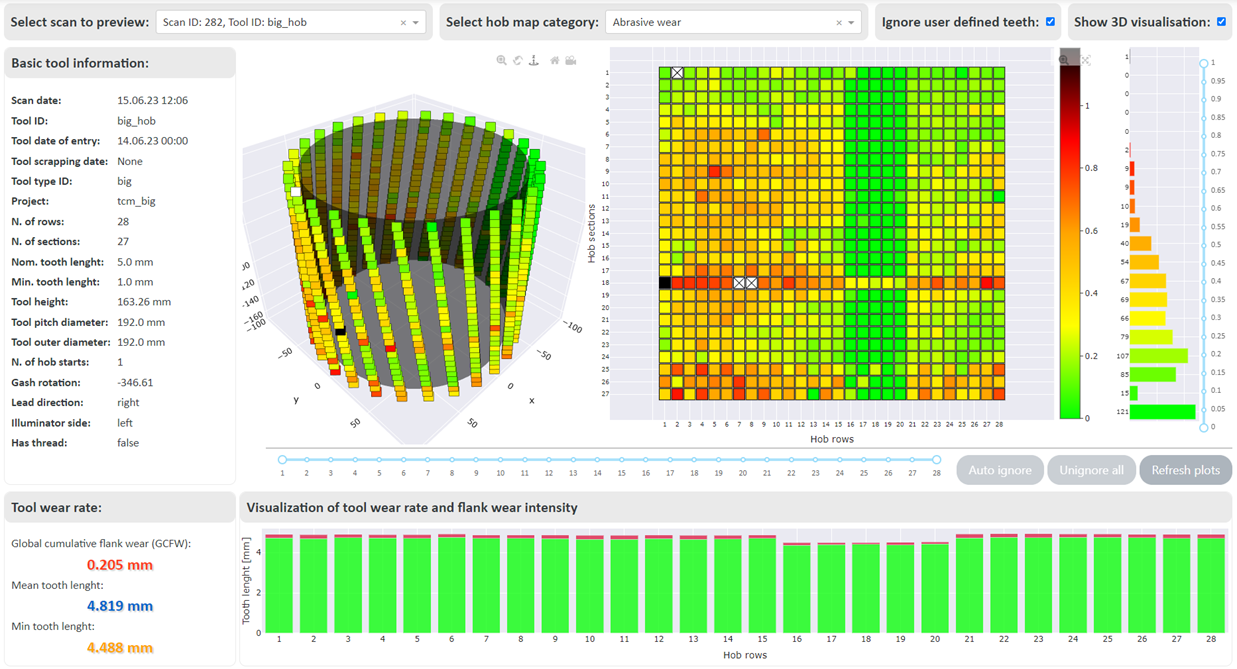 Select scan to preview: Scan ID: 282, Tool ID: big_hob
Select hob map category: Abrasive wear
Ignore user defined teeth:
Show 3D visualisation:
Basic tool information:
Scan date: 15.06.23 12:06
Tool ID: big_hob
Tool date of entry: 14.06.23 00:00
Tool scrapping date: None
Tool type ID: big
Project: tcm_big
N. of rows: 28
N. of sections: 27
Nom. tooth lenght: 5.0 mm
Min. tooth lenght: 1.0 mm
Tool height: 163.26 mm
Tool pitch diameter: 192.0 mm
Tool outer diameter: 192.0 mm
N. of hob starts: 1
Gash rotation: -346.61
Lead direction: right
Illuminator side: left
Has thread: false
-120
-140
-160
-100
-50
0
50
y
-100
-50
0
50
x
Hob sections
1
2
3
4
5
6
7
8
9
10
11
12
13
14
15
16
17
18
19
20
21
22
23
24
25
26
27
1 2 3 4 5 6 7 8 9 10 11 12 13 14 15 16 17 18 19 20 21 22 23 24 25 26 27 28
Hob rows
1
0.8
0.6
0.4
0.2
0
1
0
0
0
0
2
9
9
10
19
40
54
67
69
66
79
107
85
15
121
1
0.95
0.9
0.85
0.8
0.75
0.7
0.65
0.6
0.55
0.5
0.45
0.4
0.35
0.3
0.25
0.2
0.15
0.1
0.05
0
1 2 3 4 5 6 7 8 9 10 11 12 13 14 15 16 17 18 19 20 21 22 23 24 25 26 27 28
Auto ignore
Unignore all
Refresh plots
Tool wear rate:
Global cumulative flank wear (GCFW):
0.205 mm
Mean tooth lenght:
4.819 mm
Min tooth lenght:
4.488 mm
Visualization of tool wear rate and flank wear intensity
Tooth lenght [mm]
4
2
0
1 2 3 4 5 6 7 8 9 10 11 12 13 14 15 16 17 18 19 20 21 22 23 24 25 26 27 28
Hob rows